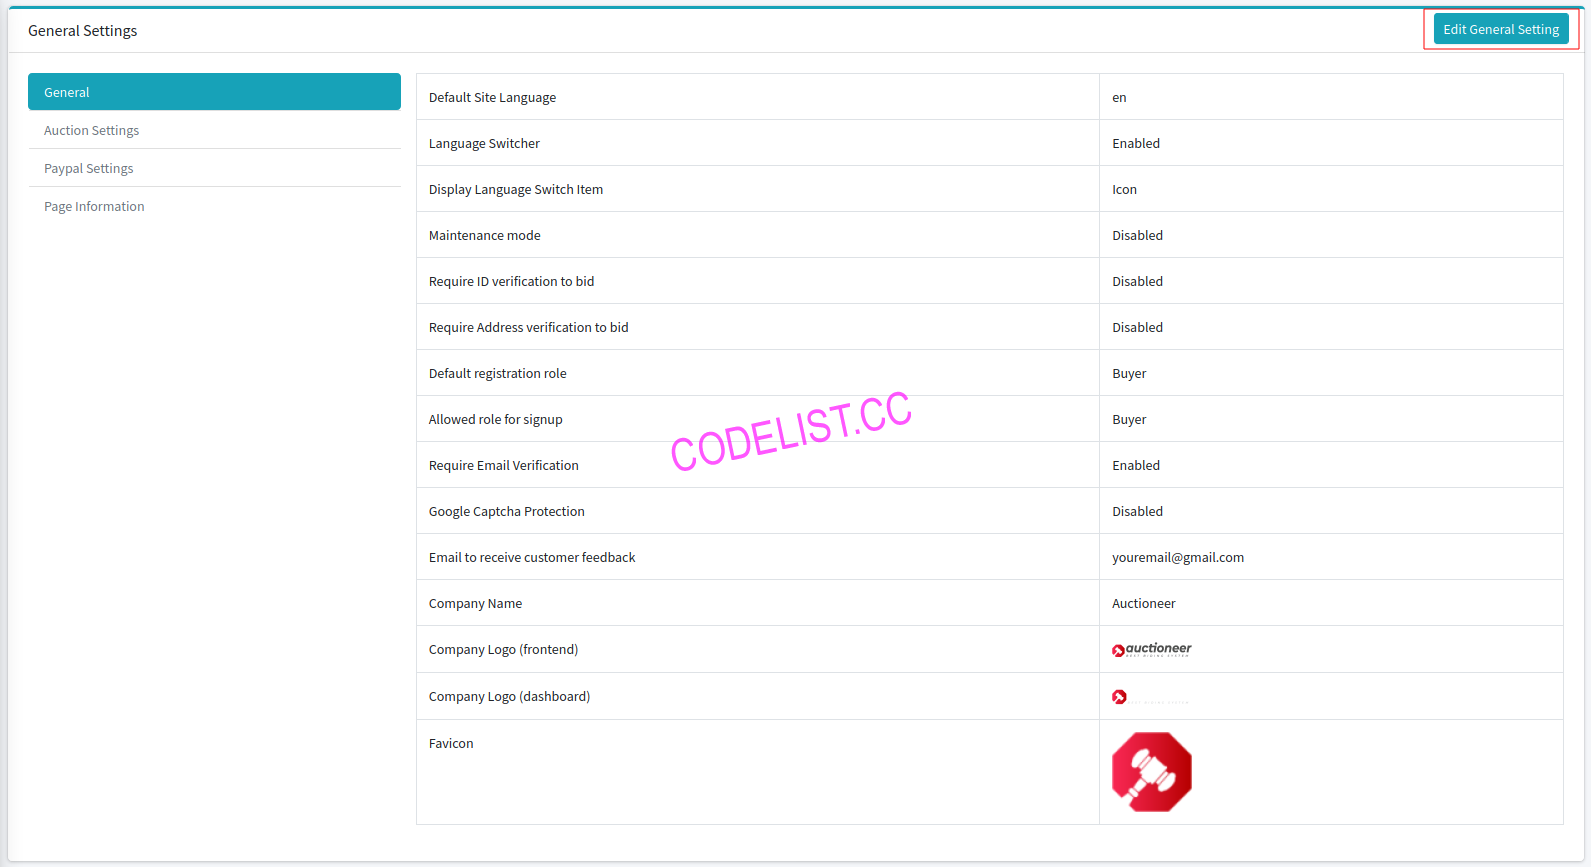 General Settings
Edit General Setting
General
Auction Settings
Paypal Settings
Page Information
Default Site Language
en
Language Switcher
Enabled
Display Language Switch Item
Icon
Maintenance mode
Disabled
Require ID verification to bid
Disabled
Require Address verification to bid
Disabled
Default registration role
Buyer
Allowed role for signup
Buyer
Require Email Verification
Enabled
Google Captcha Protection
Disabled
Email to receive customer feedback
youremail@gmail.com
Company Name
Auctioneer
Company Logo (frontend)
auctioneer
Company Logo (dashboard)
Favicon
CODELIST.CC